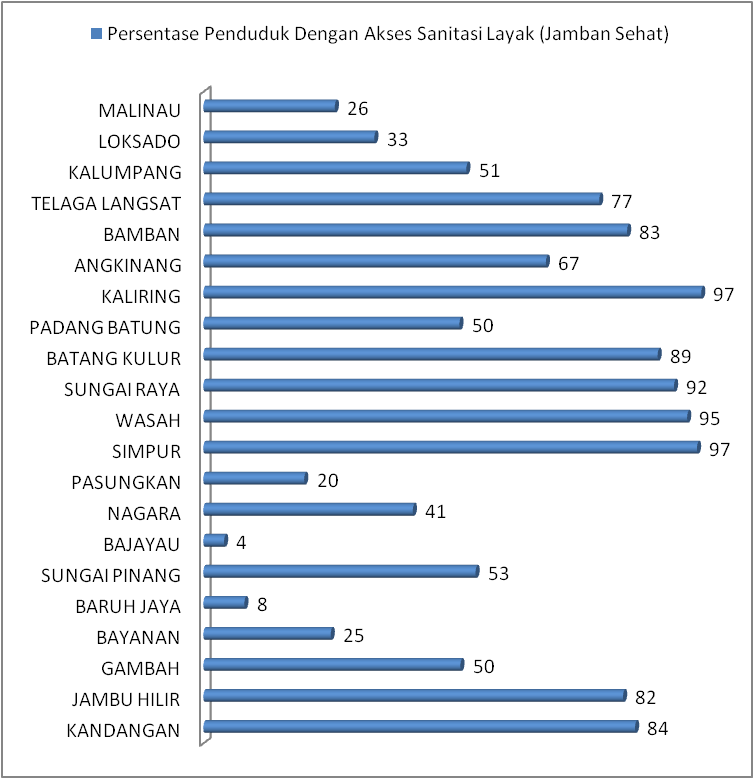 Persentase Penduduk Dengan Akses Sanitasi Layak (Jamban Sehat)
MALINAU 26
LOKSADO 33
KALUMPANG 51
TELAGA LANGSAT 77
BAMBAN 83
ANGKINANG 67
KALIRING 97
PADANG BATUNG 50
BATANG KULUR 89
SUNGAI RAYA 92
WASAH 95
SIMPUR 97
PASUNGKAN 20
NAGARA 41
BAJAYAU 4
SUNGAI PINANG 53
BARUH JAYA 8
BAYANAN 25
GAMBAH 50
JAMBU HILIR 82
KANDANGAN 84